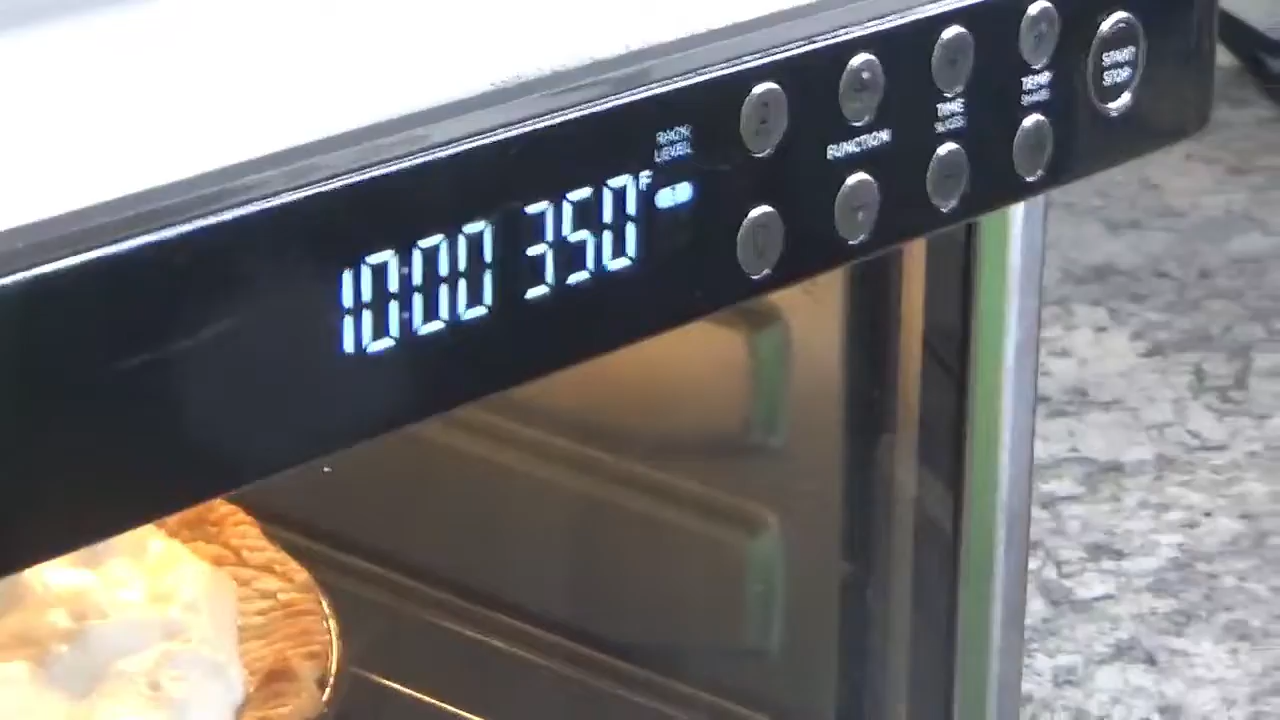 RACK
LEVEL
10:00 350°F
FUNCTION
TIME
SLICES
TEMP
SHADE
START
STOP